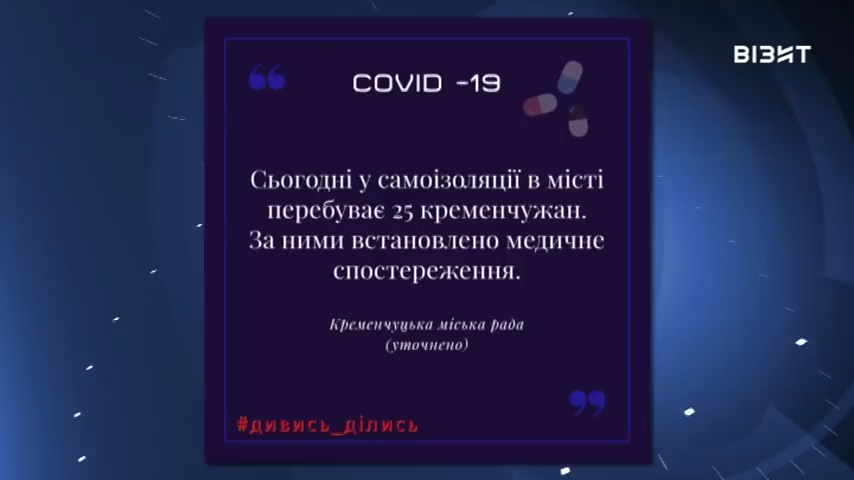 ВІЗИТ
COVID -19
Сьогодні у самоізоляції в місті
перебуває 25 кременчужан.
За ними встановлено медичне
спостереження.
Кременчуцька міська рада
(уточнено)
#дивись_ділись